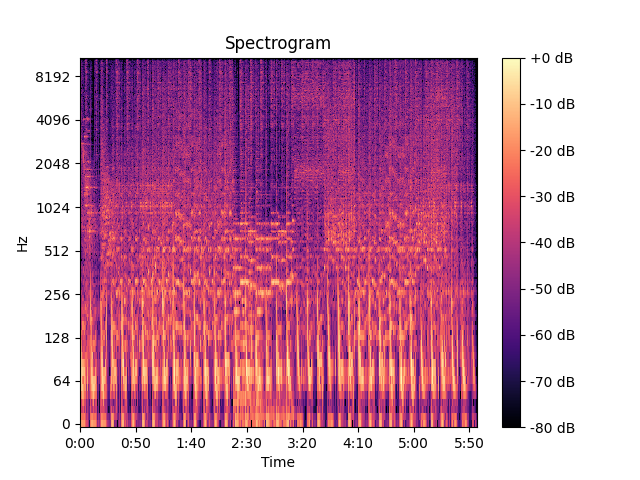 Spectrogram
8192
4096
2048
1024
512
256
128
64
0
Hz
0:00 0:50 1:40 2:30 3:20 4:10 5:00 5:50
Time
+0 dB
-10 dB
-20 dB
-30 dB
-40 dB
-50 dB
-60 dB
-70 dB
-80 dB